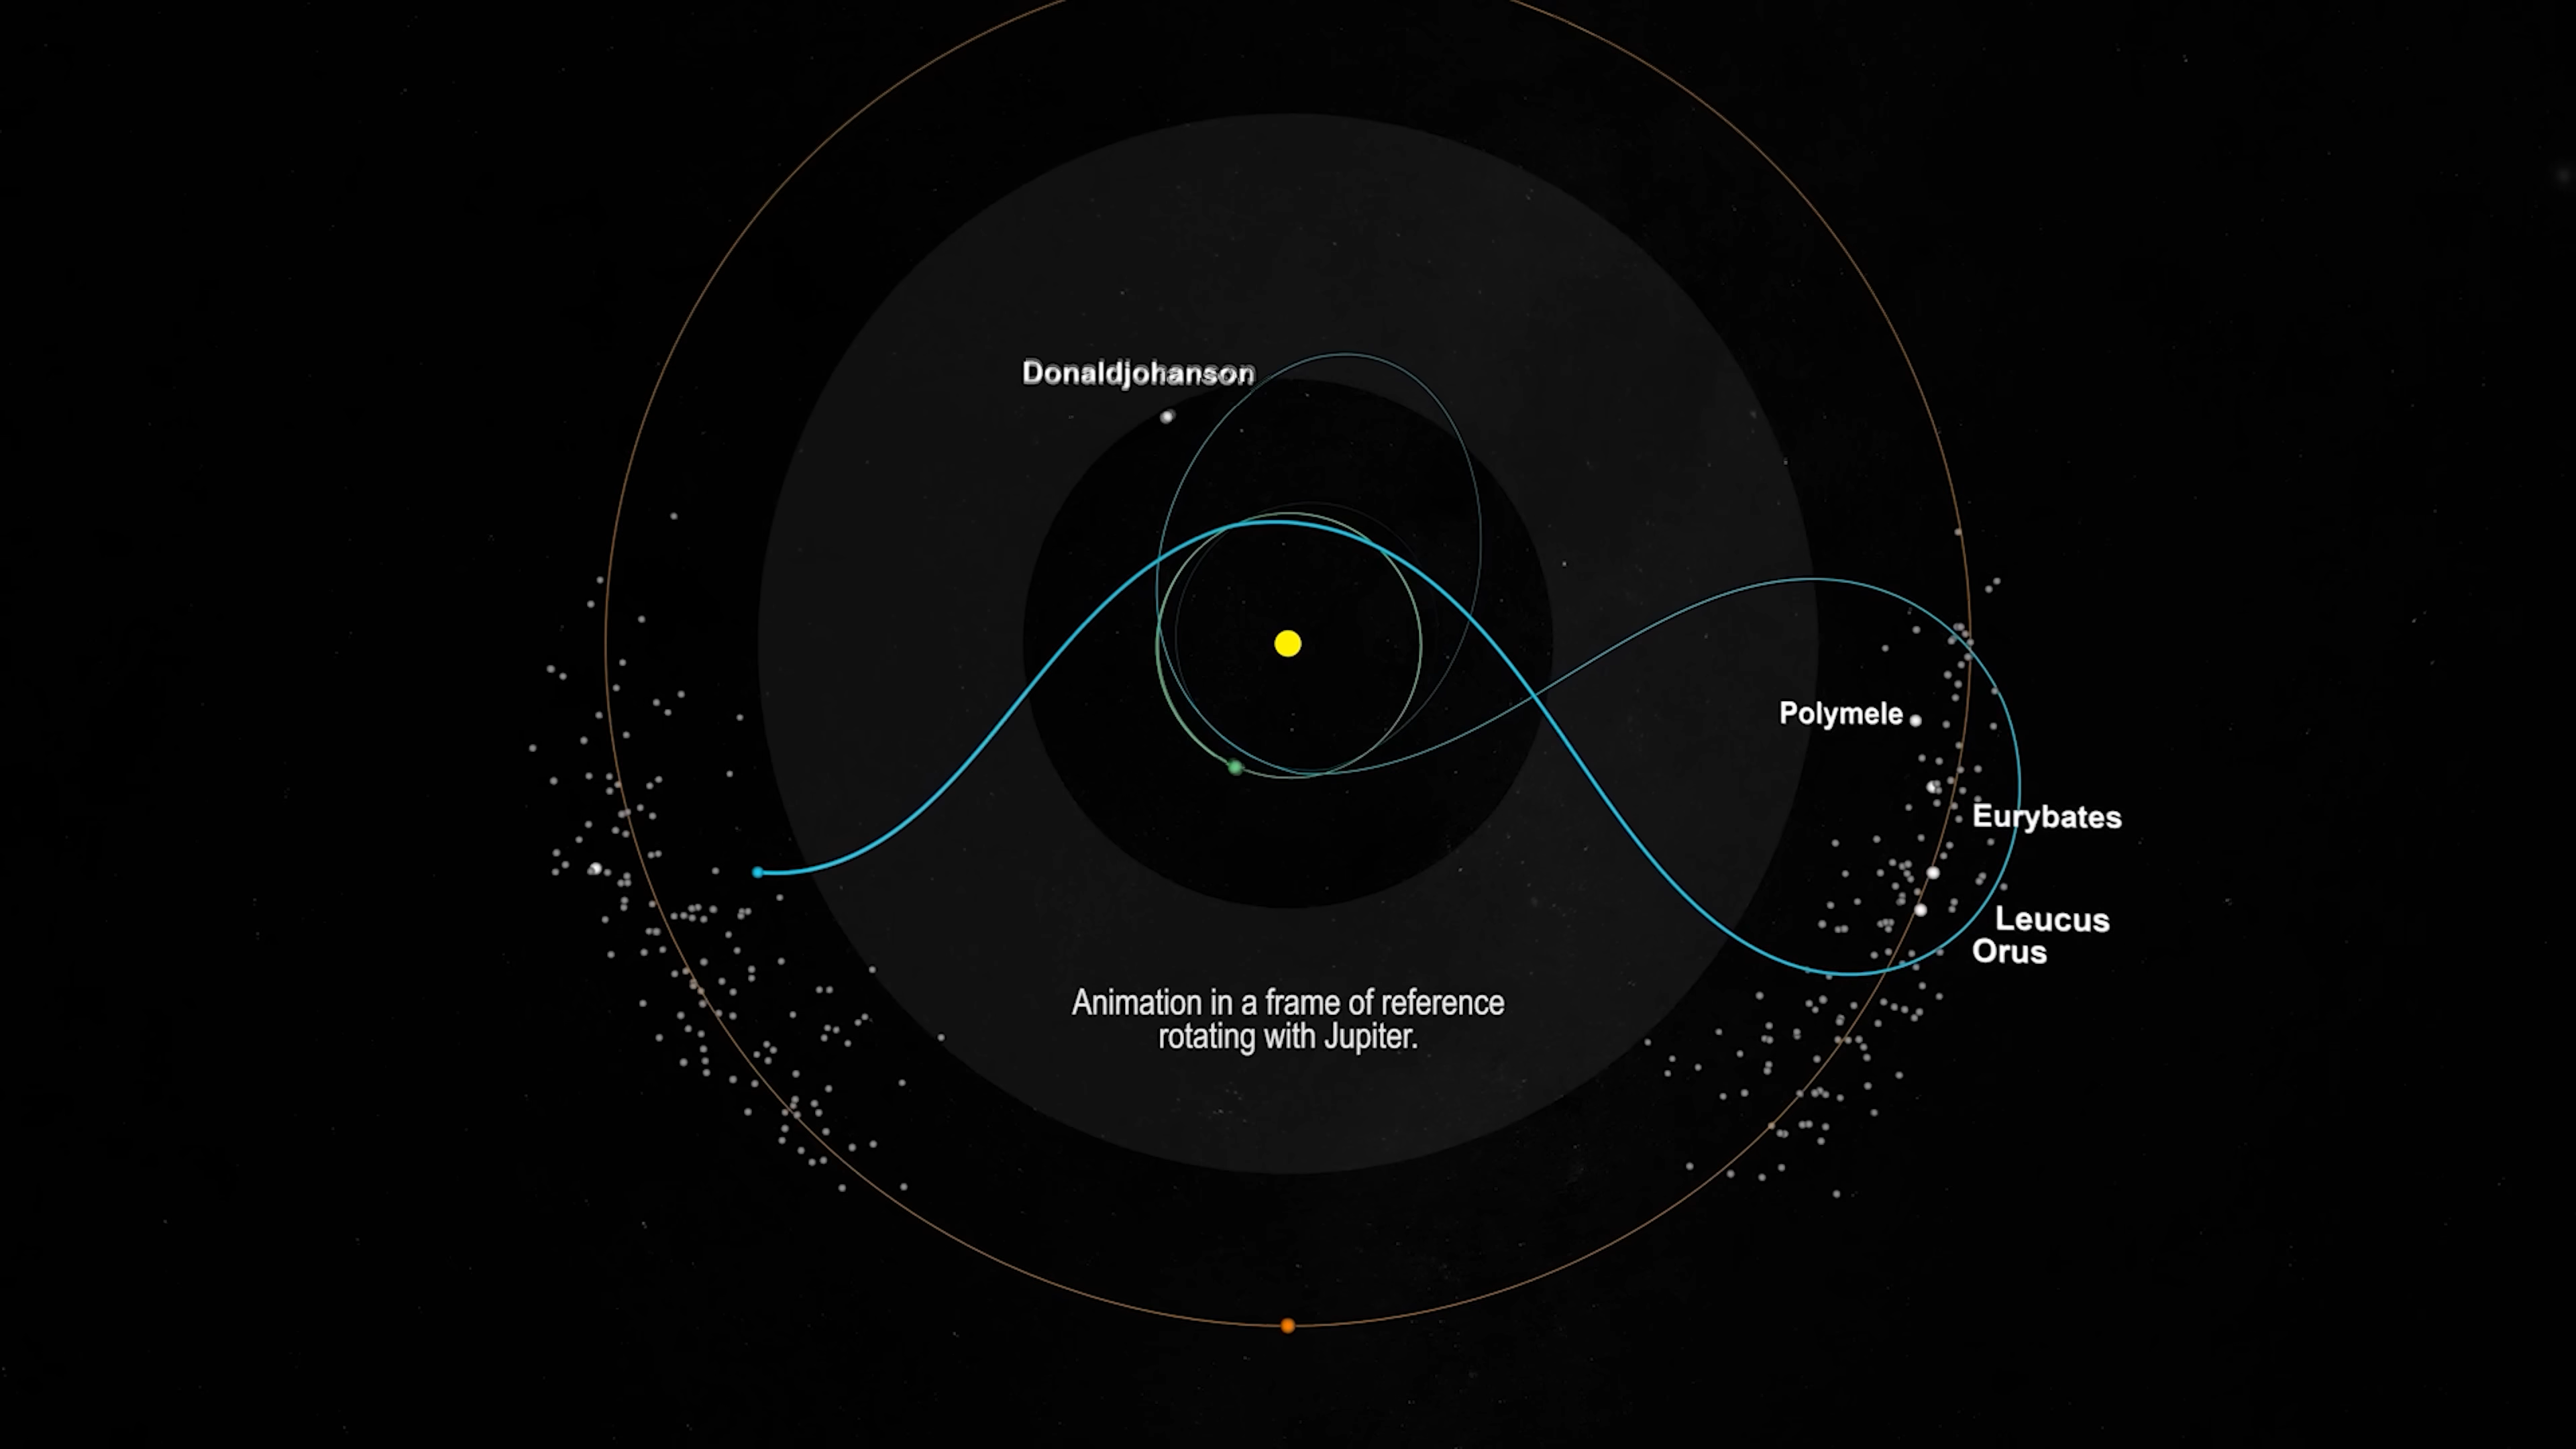 Donaldjohanson
Polymele
Eurybates
Leucus
Orus
Animation in a frame of reference
rotating with Jupiter.